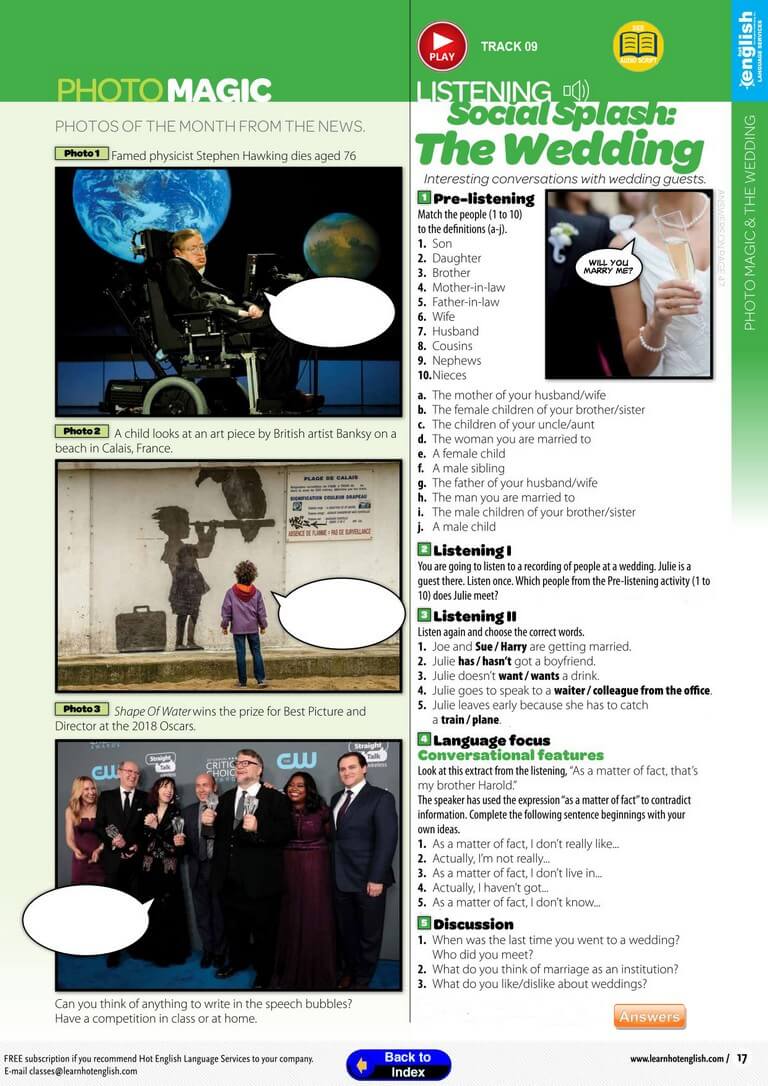 PHOTO MAGIC
PHOTOS OF THE MONTH FROM THE NEWS.
Photo 1 Famed physicist Stephen Hawking dies aged 76
Photo 2 A child looks at an art piece by British artist Banksy on a
beach in Calais, France.
PLAGE DE CALAIS
SIGNIFICATION COULEUR DRAPEAU
ABSENCE DE FLAMME = PAS DE SURVEILLANCE
Photo 3 Shape Of Water wins the prize for Best Picture and
Director at the 2018 Oscars.
AWARDS
CW
Straight
Talk
wireless
CRITICS
CHOICE
AWARDS
CW
Straight
Talk
wireless
Can you think of anything to write in the speech bubbles?
Have a competition in class or at home.
PLAY
TRACK 09
SEE
AUDIO SCRIPT
LISTENING
Social Splash:
The Wedding
Interesting conversations with wedding guests.
1 Pre-listening
Match the people (1 to 10)
to the definitions (a-j).
1. Son
2. Daughter
3. Brother
4. Mother-in-law
5. Father-in-law
6. Wife
7. Husband
8. Cousins
9. Nephews
10. Nieces
WILL YOU
MARRY ME?
ANSWERS ON PAGE 47
a. The mother of your husband/wife
b. The female children of your brother/sister
c. The children of your uncle/aunt
d. The woman you are married to
e. A female child
f. A male sibling
g. The father of your husband/wife
h. The man you are married to
i. The male children of your brother/sister
j. A male child
2 Listening I
You are going to listen to a recording of people at a wedding. Julie is a
guest there. Listen once. Which people from the Pre-listening activity (1 to
10) does Julie meet?
3 Listening II
Listen again and choose the correct words.
1. Joe and Sue / Harry are getting married.
2. Julie has / hasn't got a boyfriend.
3. Julie doesn't want / wants a drink.
4. Julie goes to speak to a waiter / colleague from the office.
5. Julie leaves early because she has to catch
a train / plane.
4 Language focus
Conversational features
Look at this extract from the listening, "As a matter of fact, that's
my brother Harold."
The speaker has used the expression "as a matter of fact" to contradict
information. Complete the following sentence beginnings with your
own ideas.
1. As a matter of fact, I don't really like...
2. Actually, I'm not really...
3. As a matter of fact, I don't live in...
4. Actually, I haven't got...
5. As a matter of fact, I don't know...
5 Discussion
1. When was the last time you went to a wedding?
Who did you meet?
2. What do you think of marriage as an institution?
3. What do you like/dislike about weddings?
Answers
english
LANGUAGE SERVICES
PHOTO MAGIC & THE WEDDING
FREE subscription if you recommend Hot English Language Services to your company.
E-mail classes@learnhotenglish.com
Back to
Index
www.learnhotenglish.com / 17